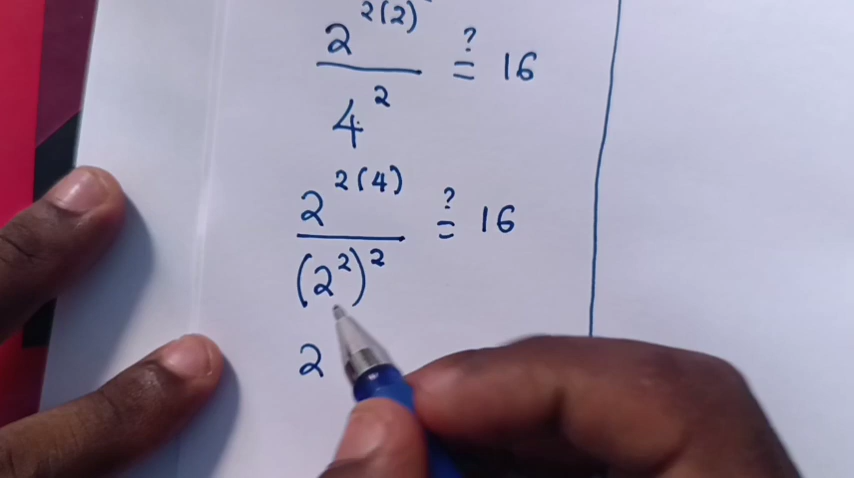 2^2(2)
—— ≟ 16
4^2
2^2(4)
—— ≟ 16
(2^2)^2
2